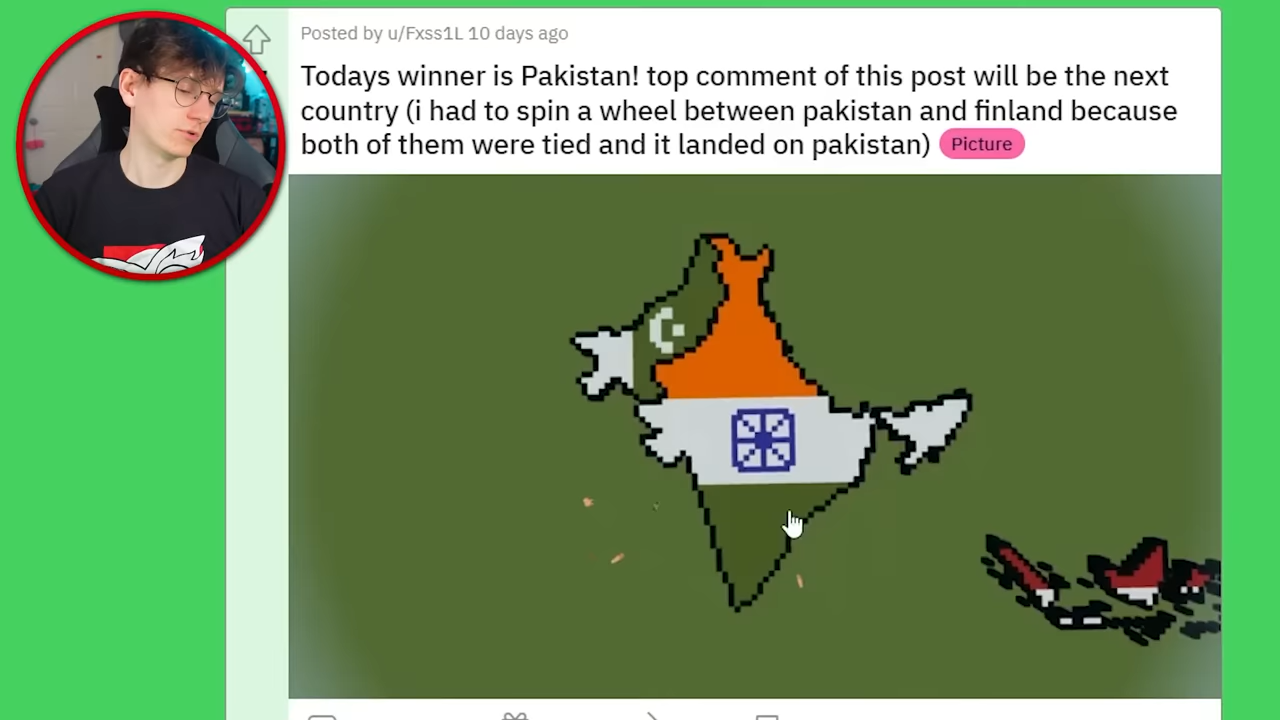 Posted by u/Fxss1L 10 days ago
Todays winner is Pakistan! top comment of this post will be the next
country (i had to spin a wheel between pakistan and finland because
both of them were tied and it landed on pakistan) Picture